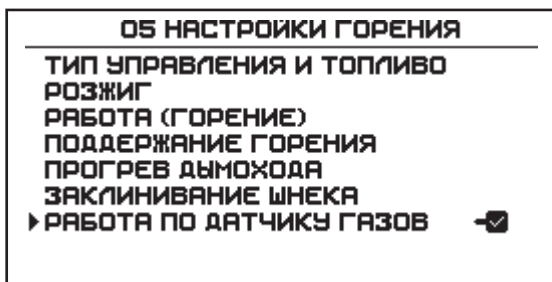 05 НАСТРОЙКИ ГОРЕНИЯ
ТИП УПРАВЛЕНИЯ И ТОПЛИВО
РОЗЖИГ
РАБОТА (ГОРЕНИЕ)
ПОДДЕРЖАНИЕ ГОРЕНИЯ
ПРОГРЕВ ДЫМОХОДА
ЗАКЛИНИВАНИЕ ШНЕКА
РАБОТА ПО ДАТЧИКУ ГАЗОВ